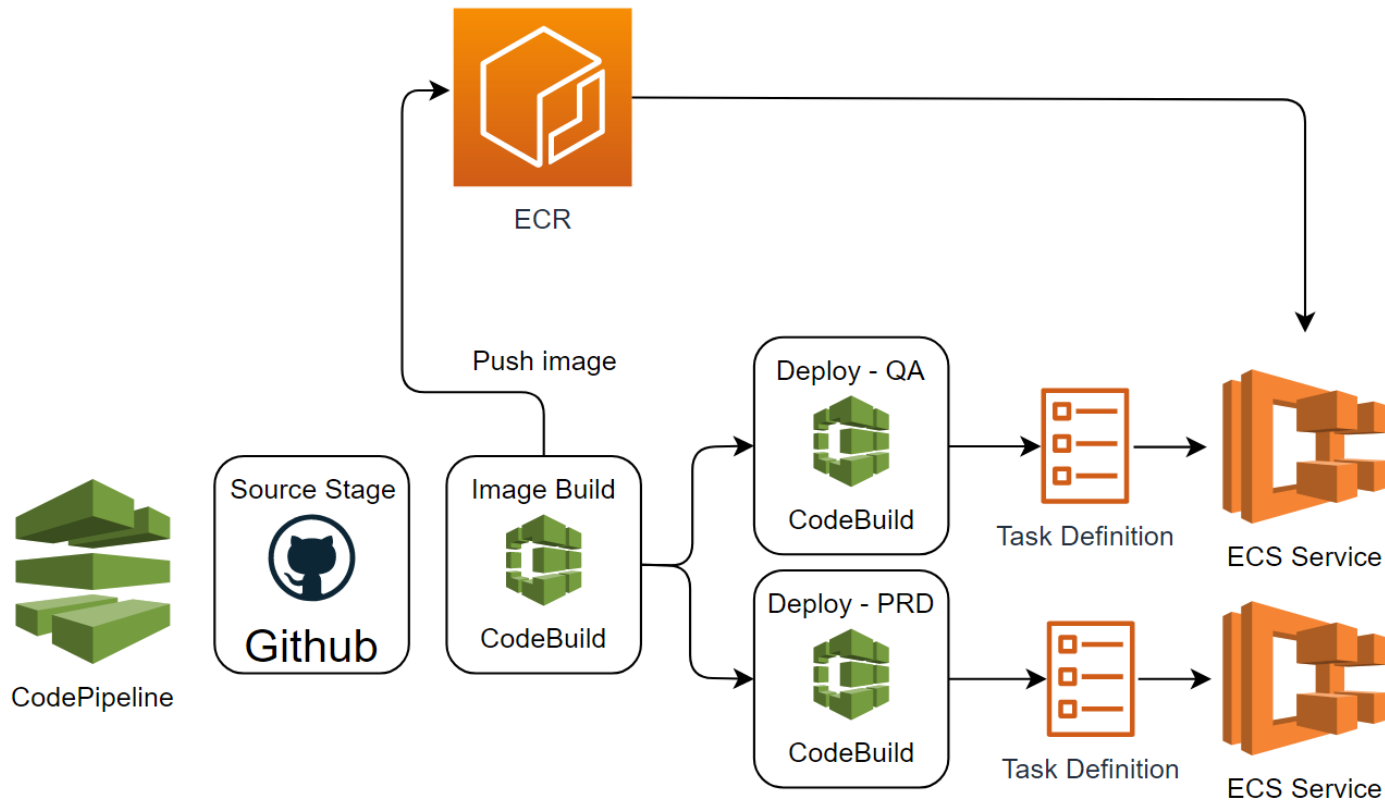 ECR
Push image
Deploy - QA
CodeBuild
Task Definition
ECS Service
Source Stage
Github
Image Build
CodeBuild
CodePipeline
Deploy - PRD
CodeBuild
Task Definition
ECS Service